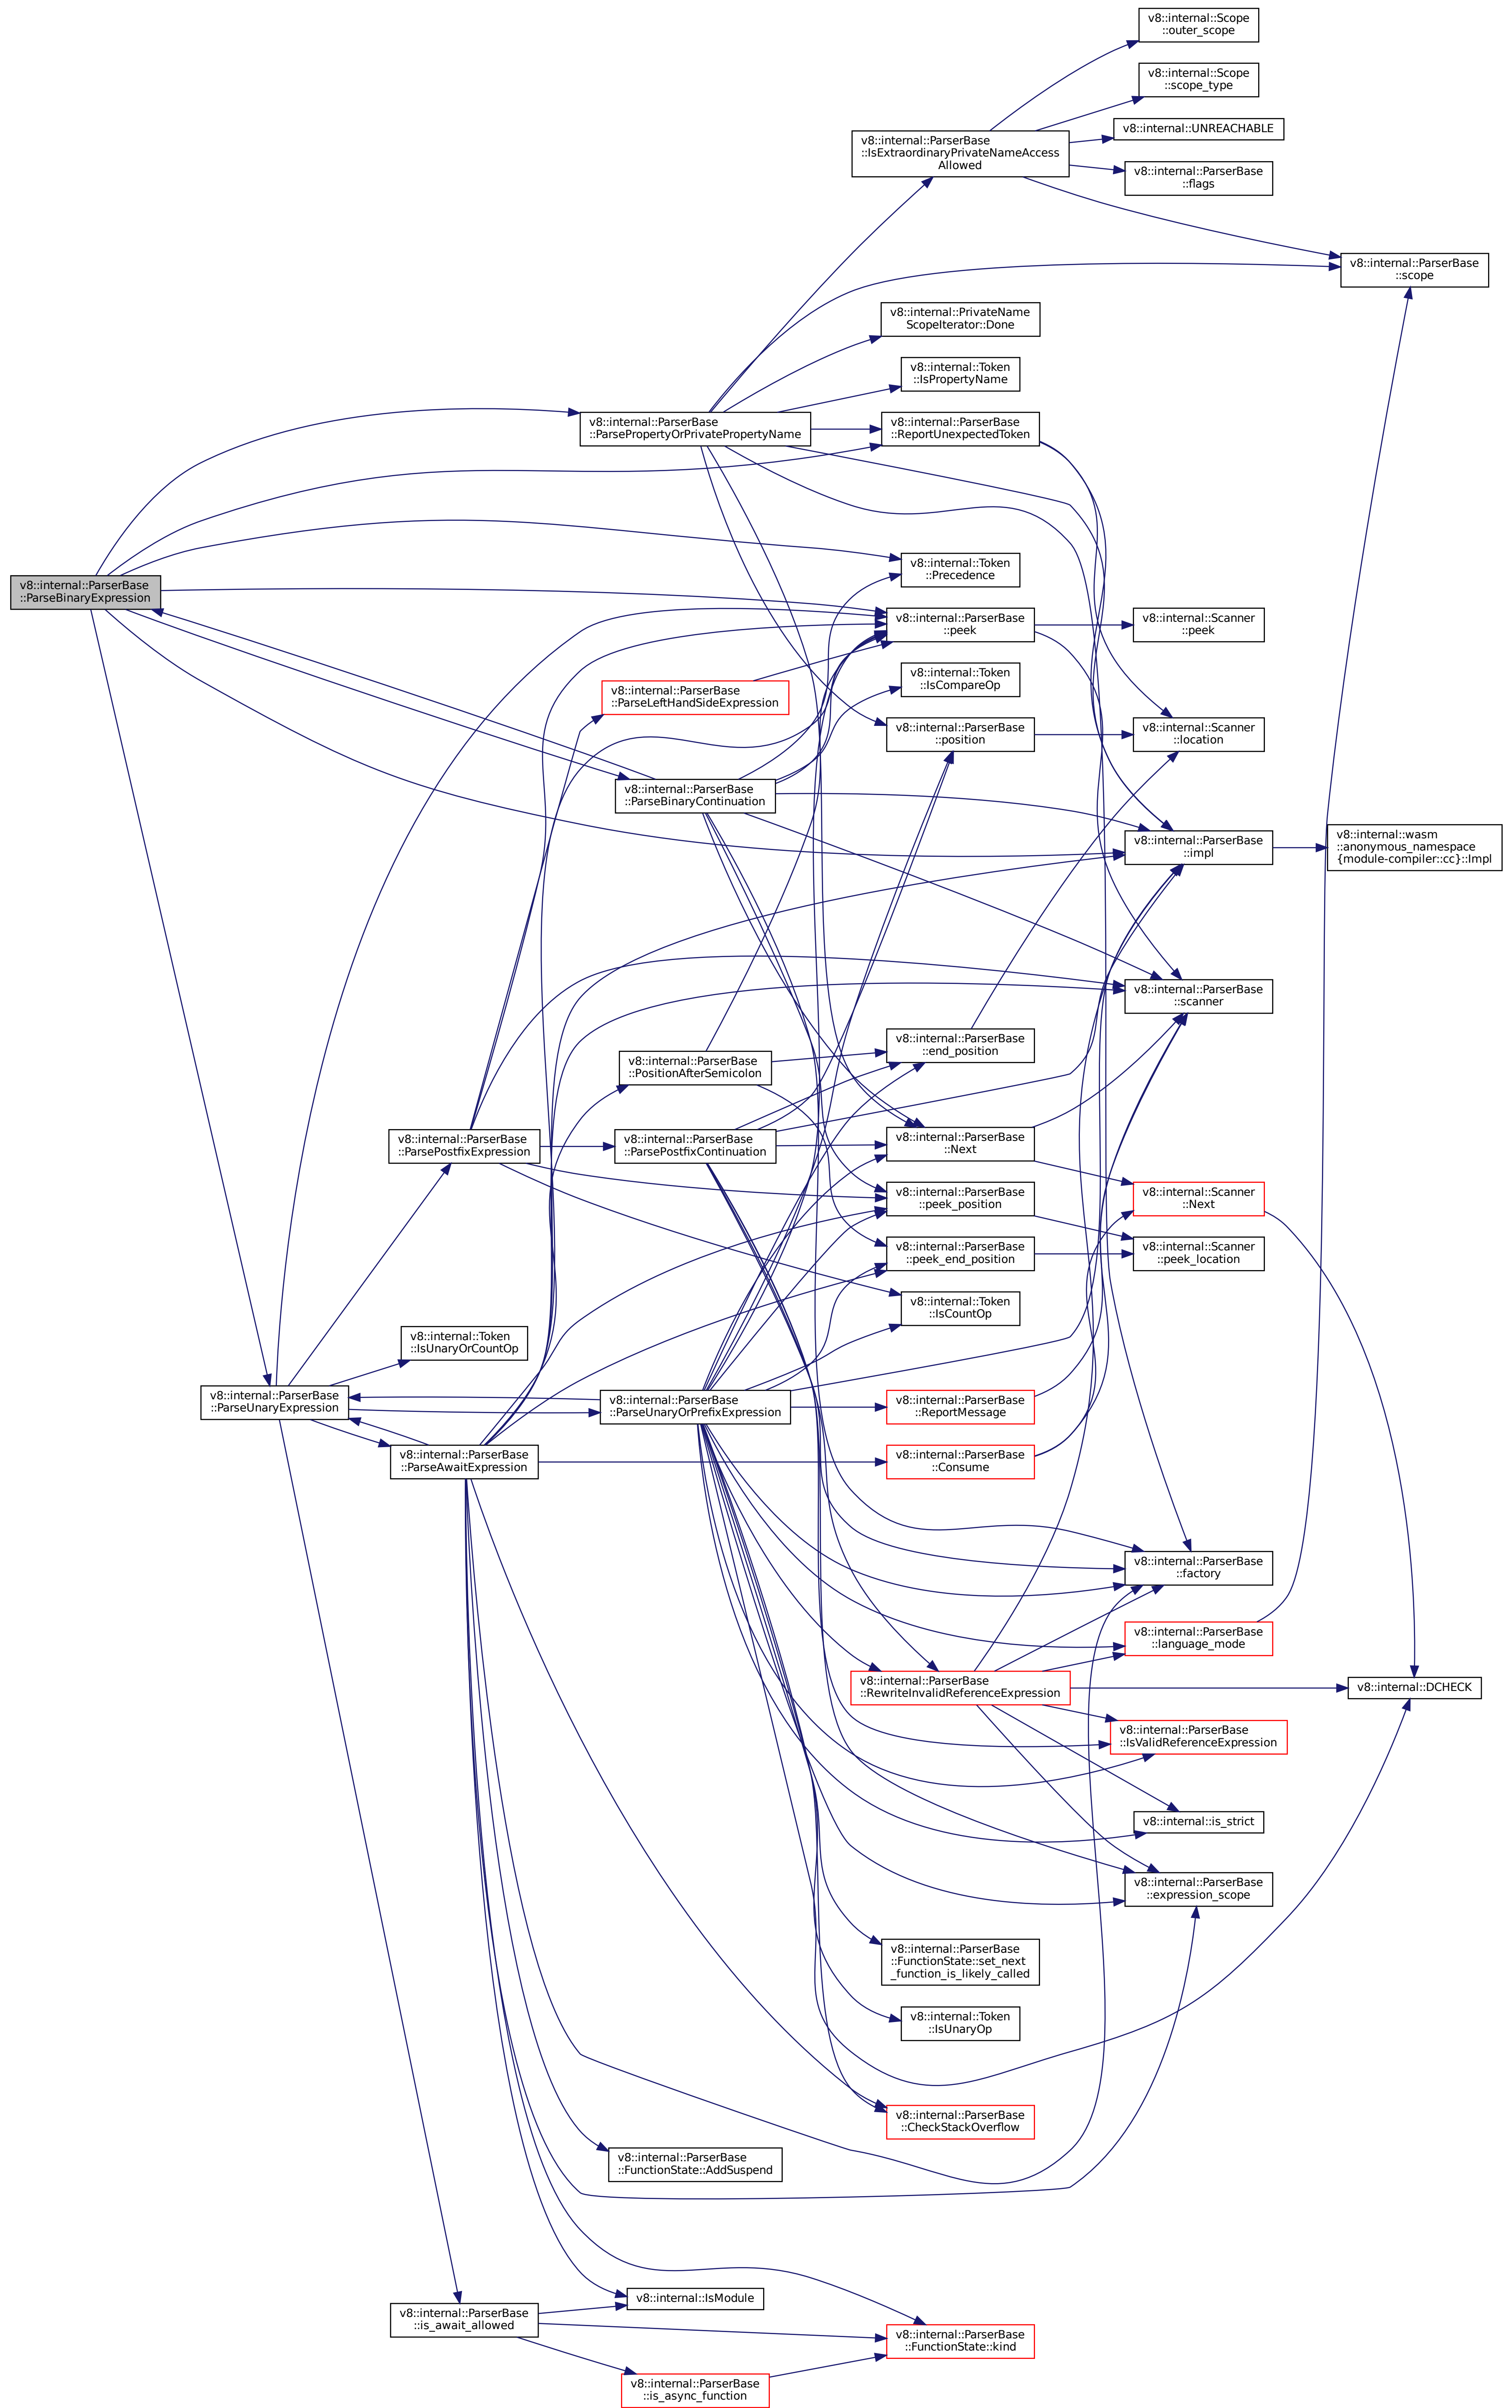 v8::internal::Scope
::outer_scope
v8::internal::Scope
::scope_type
v8::internal::UNREACHABLE
v8::internal::ParserBase
::IsExtraordinaryPrivateNameAccess
Allowed
v8::internal::ParserBase
::flags
v8::internal::ParserBase
::scope
v8::internal::PrivateName
ScopeIterator::Done
v8::internal::Token
::IsPropertyName
v8::internal::ParserBase
::ParsePropertyOrPrivatePropertyName
v8::internal::ParserBase
::ReportUnexpectedToken
v8::internal::ParserBase
::ParseBinaryExpression
v8::internal::Token
::Precedence
v8::internal::ParserBase
::peek
v8::internal::Scanner
::peek
v8::internal::ParserBase
::ParseLeftHandSideExpression
v8::internal::Token
::IsCompareOp
v8::internal::ParserBase
::position
v8::internal::Scanner
::location
v8::internal::ParserBase
::ParseBinaryContinuation
v8::internal::ParserBase
::impl
v8::internal::wasm
::anonymous_namespace
{module-compiler::cc}::Impl
v8::internal::ParserBase
::scanner
v8::internal::ParserBase
::end_position
v8::internal::ParserBase
::PositionAfterSemicolon
v8::internal::ParserBase
::ParsePostfixExpression
v8::internal::ParserBase
::ParsePostfixContinuation
v8::internal::ParserBase
::Next
v8::internal::ParserBase
::peek_position
v8::internal::Scanner
::Next
v8::internal::ParserBase
::peek_end_position
v8::internal::Scanner
::peek_location
v8::internal::Token
::IsCountOp
v8::internal::Token
::IsUnaryOrCountOp
v8::internal::ParserBase
::ParseUnaryExpression
v8::internal::ParserBase
::ParseUnaryOrPrefixExpression
v8::internal::ParserBase
::ReportMessage
v8::internal::ParserBase
::ParseAwaitExpression
v8::internal::ParserBase
::Consume
v8::internal::ParserBase
::factory
v8::internal::ParserBase
::language_mode
v8::internal::ParserBase
::RewriteInvalidReferenceExpression
v8::internal::DCHECK
v8::internal::ParserBase
::IsValidReferenceExpression
v8::internal::is_strict
v8::internal::ParserBase
::expression_scope
v8::internal::ParserBase
::FunctionState::set_next
_function_is_likely_called
v8::internal::Token
::IsUnaryOp
v8::internal::ParserBase
::CheckStackOverflow
v8::internal::ParserBase
::FunctionState::AddSuspend
v8::internal::IsModule
v8::internal::ParserBase
::is_await_allowed
v8::internal::ParserBase
::FunctionState::kind
v8::internal::ParserBase
::is_async_function